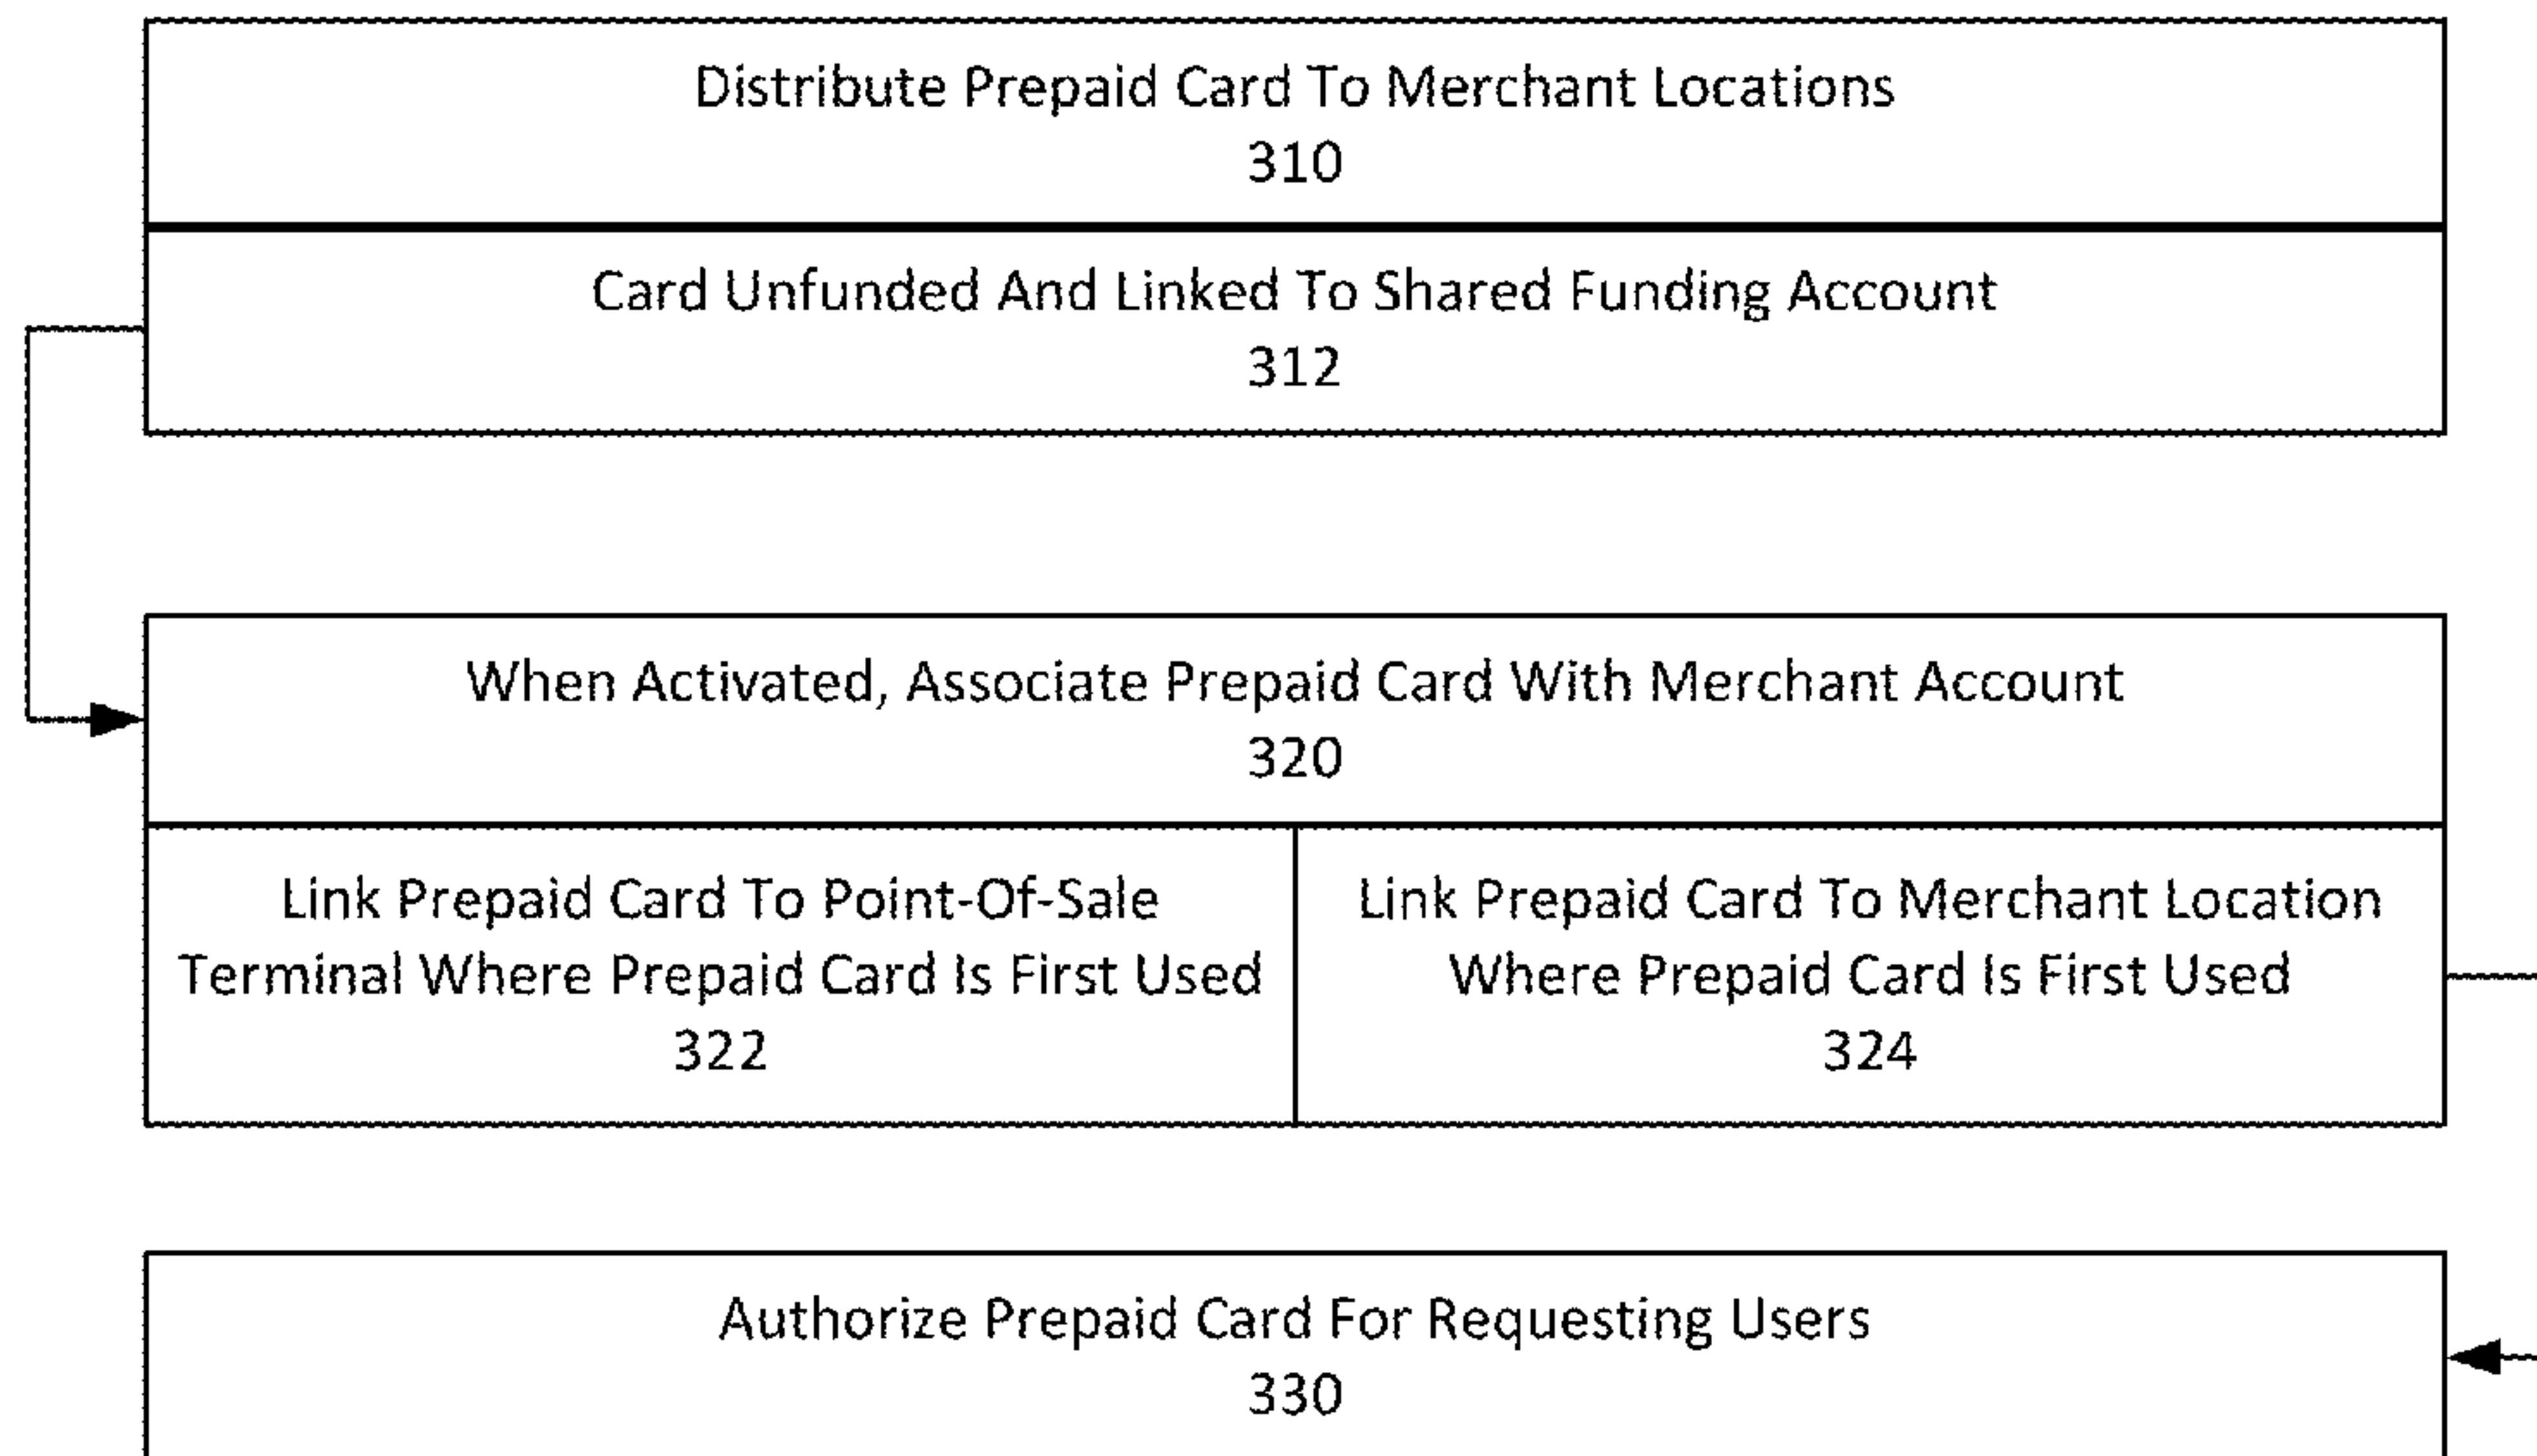 Distribute Prepaid Card To Merchant Locations
310
Card Unfunded And Linked To Shared Funding Account
312
When Activated, Associate Prepaid Card With Merchant Account
320
Link Prepaid Card To Point-Of-Sale
Terminal Where Prepaid Card Is First Used
322
Link Prepaid Card To Merchant Location
Where Prepaid Card Is First Used
324
Authorize Prepaid Card For Requesting Users
330